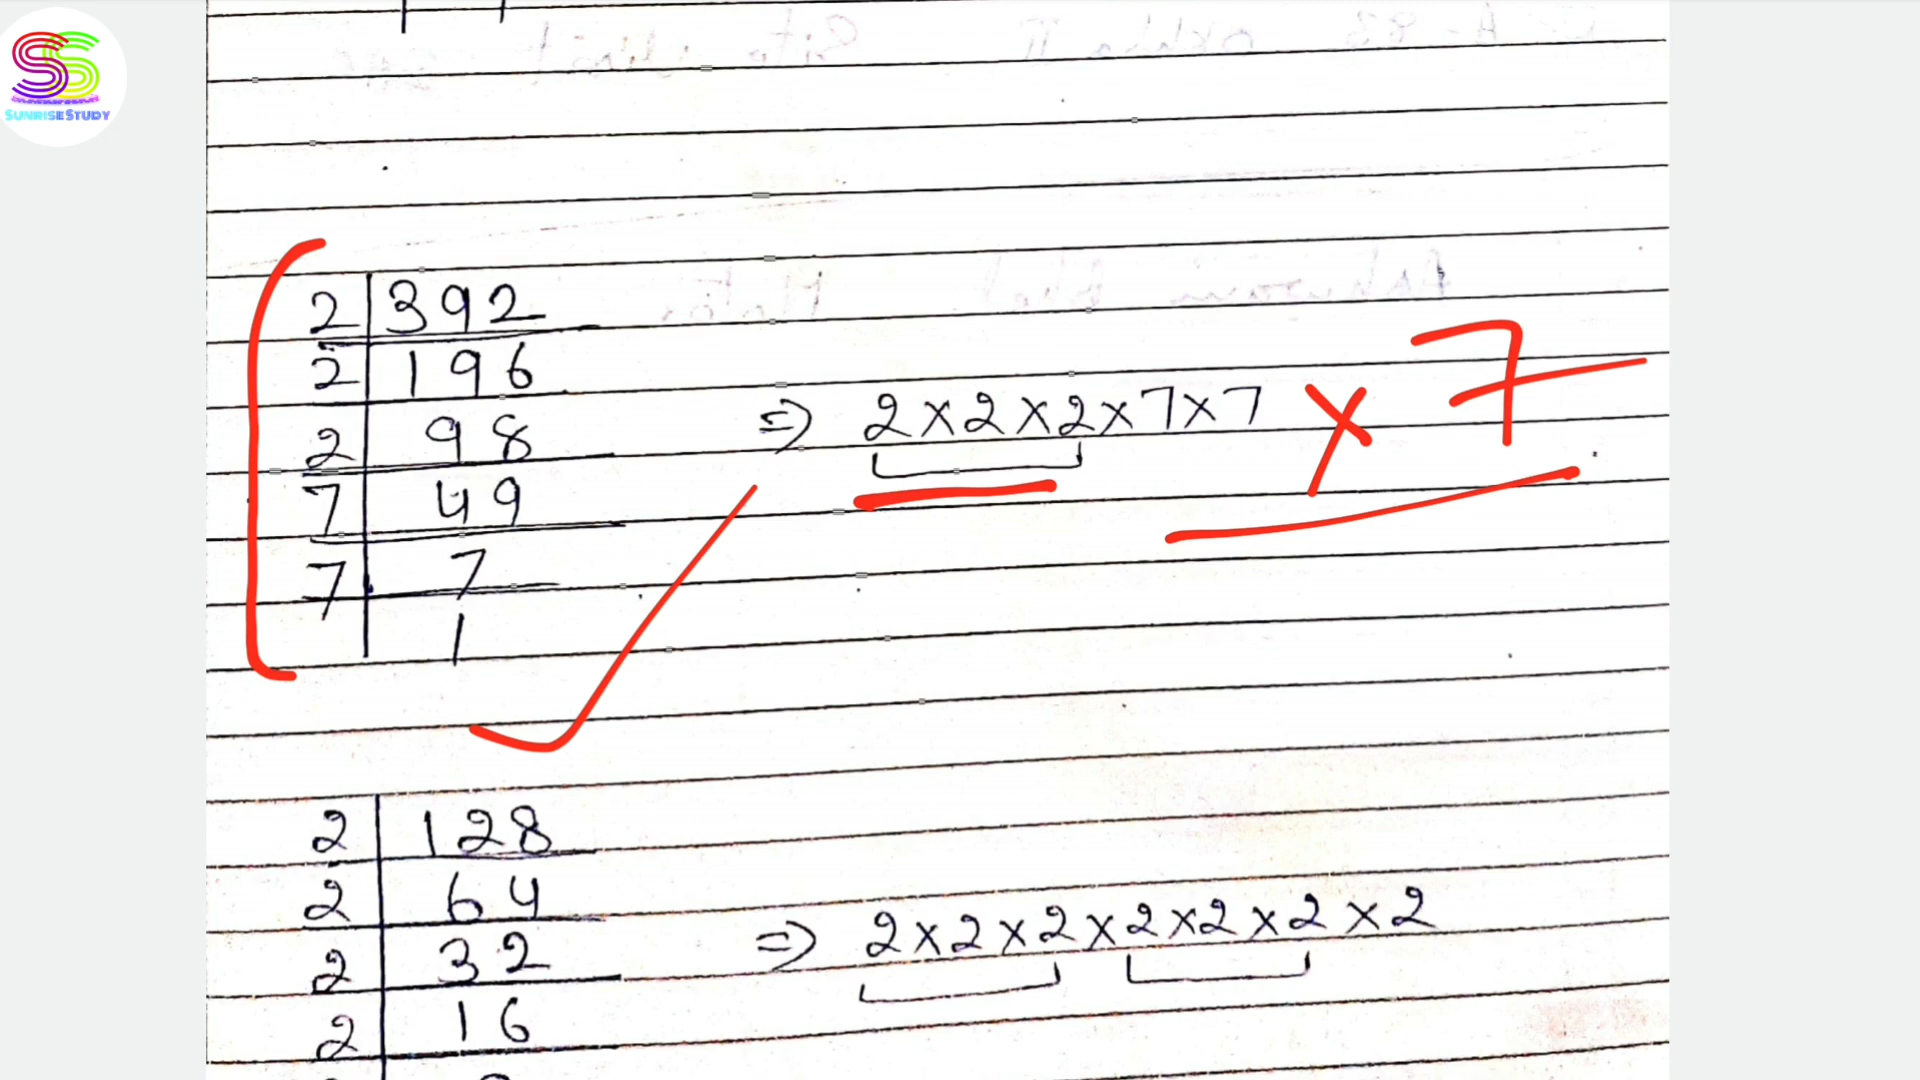 SS
SUNRISE STUDY
2 | 392
2 | 196
2 | 98
7 | 49
7 | 7
1
⇒ 2×2×2×7×7 × 7
2 | 128
2 | 64
2 | 32
2 | 16
⇒ 2×2×2×2×2×2×2